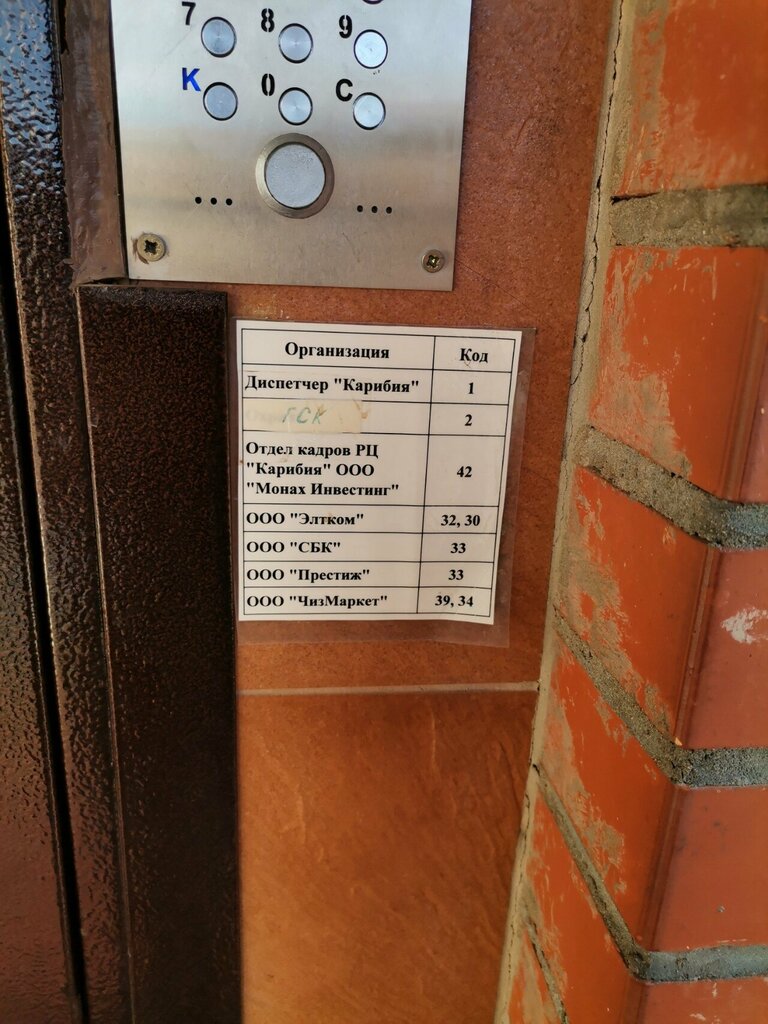 7 8 9
K 0 C
Организация Код
Диспетчер "Карибия" 1
ГСК 2
Отдел кадров РЦ
"Карибия" ООО 42
"Монах Инвестинг"
ООО "Элтком" 32, 30
ООО "СБК" 33
ООО "Престиж" 33
ООО "ЧизМаркет" 39, 34